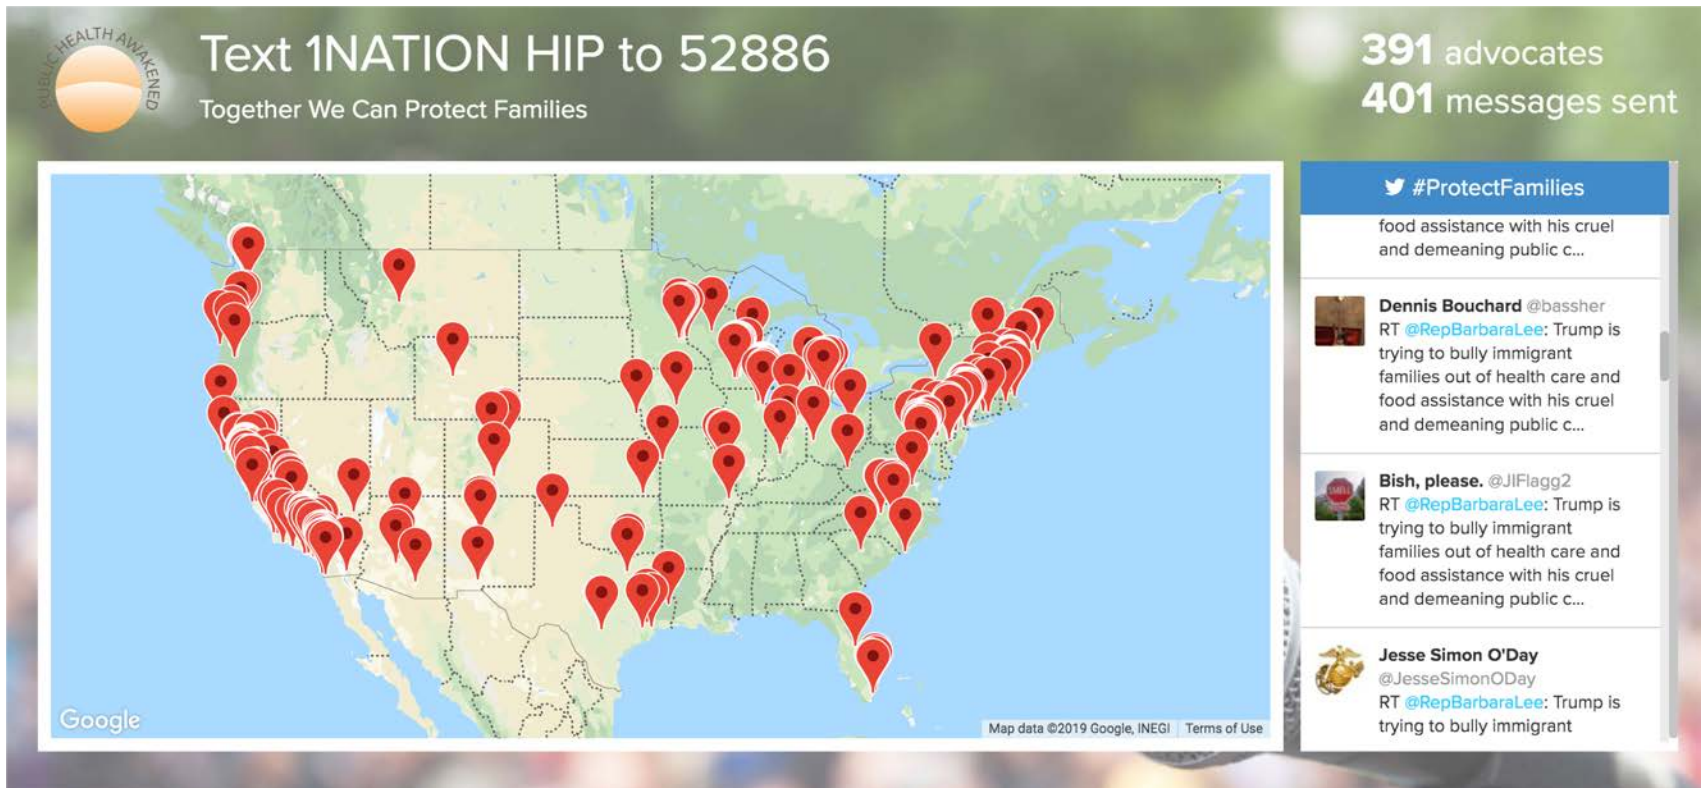 PUBLIC HEALTH AWAKENED
Text 1NATION HIP to 52886
Together We Can Protect Families
391 advocates
401 messages sent
#ProtectFamilies
food assistance with his cruel
and demeaning public c...
Dennis Bouchard @bassher
RT @RepBarbaraLee: Trump is
trying to bully immigrant
families out of health care and
food assistance with his cruel
and demeaning public c...
Bish, please. @JIFlagg2
RT @RepBarbaraLee: Trump is
trying to bully immigrant
families out of health care and
food assistance with his cruel
and demeaning public c...
Jesse Simon O'Day
@JesseSimonODay
RT @RepBarbaraLee: Trump is
trying to bully immigrant
Google
Map data ©2019 Google, INEGI
Terms of Use